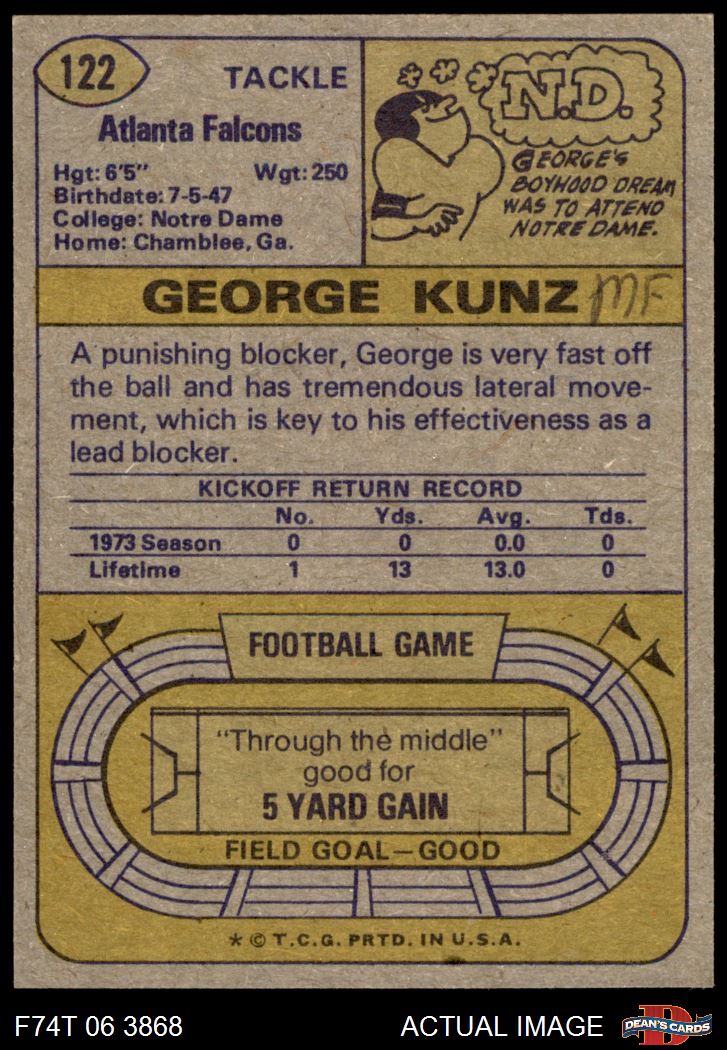 122
TACKLE
Atlanta Falcons
Hgt: 6'5" Wgt: 250
Birthdate: 7-5-47
College: Notre Dame
Home: Chamblee, Ga.
N.D.
GEORGE'S
BOYHOOD DREAM
WAS TO ATTEND
NOTRE DAME.
GEORGE KUNZ MF
A punishing blocker, George is very fast off
the ball and has tremendous lateral move-
ment, which is key to his effectiveness as a
lead blocker.
KICKOFF RETURN RECORD
No. Yds. Avg. Tds.
1973 Season 0 0 0.0 0
Lifetime 1 13 13.0 0
FOOTBALL GAME
"Through the middle"
good for
5 YARD GAIN
FIELD GOAL—GOOD
* © T.C.G. PRTD. IN U.S.A.
F74T 06 3868 ACTUAL IMAGE D DEAN'S CARDS